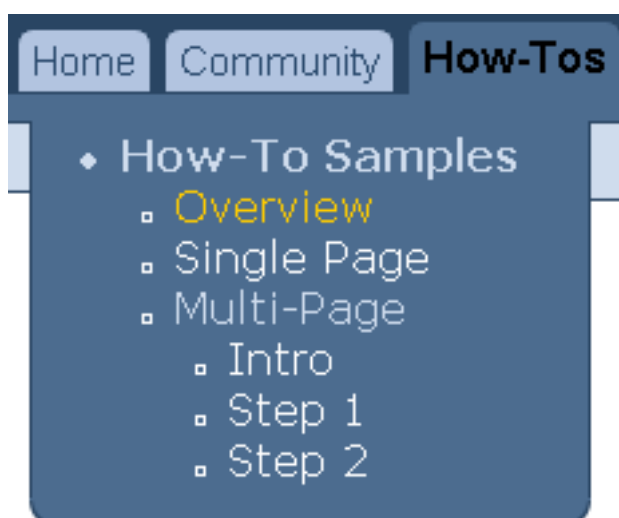 Home Community How-Tos
How-To Samples
Overview
Single Page
Multi-Page
Intro
Step 1
Step 2